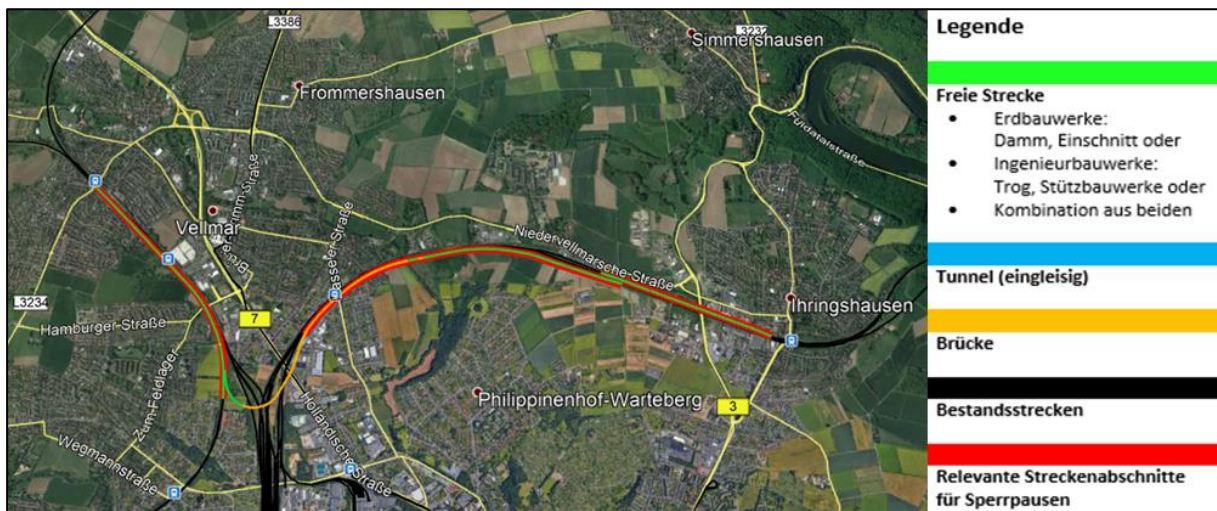 L3386
3232
Simmershausen
Frommershausen
Fuldatalstraße
Vellmar
Niedervellmarsche-Straße
L3234
Ihringshausen
Hamburger Straße
7
Zum Feldlager
Philippinenhof-Warteberg
3
Holländische Straße
Wegmannstraße
Legende
Freie Strecke
• Erdbauwerke:
Damm, Einschnitt oder
• Ingenieurbauwerke:
Trog, Stützbauwerke oder
• Kombination aus beiden
Tunnel (eingleisig)
Brücke
Bestandsstrecken
Relevante Streckenabschnitte
für Sperrpausen